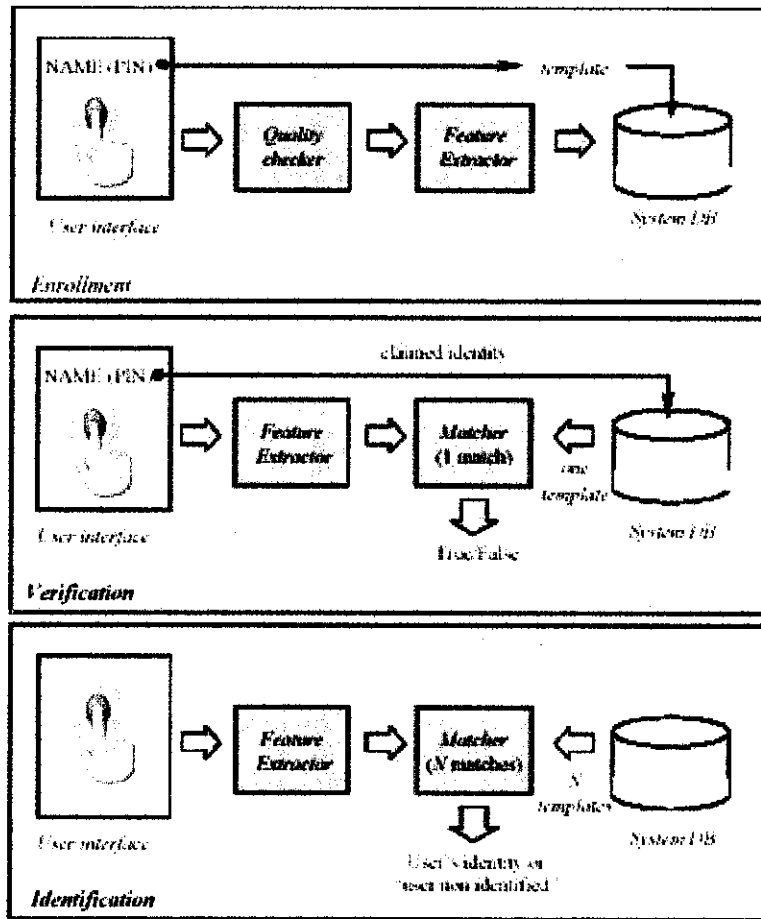 NAME (PIN)
template
Quality
checker
Feature
Extractor
User interface
System DB
Enrollment
claimed identity
NAME (PIN)
Feature
Extractor
Matcher
(1 match)
one
template
User interface
True/False
System DB
Verification
Feature
Extractor
Matcher
(N matches)
N
templates
User interface
System DB
User's identity or
"user non identified"
Identification